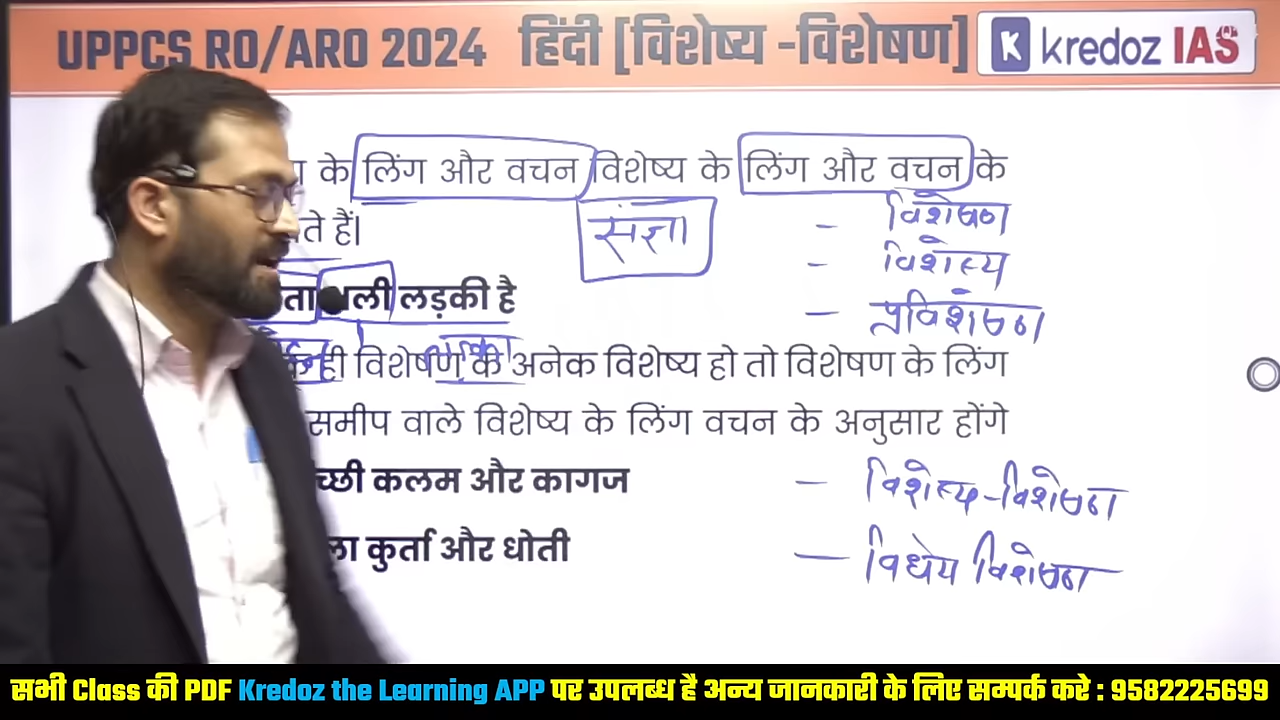 UPPCS RO/ARO 2024 हिंदी [विशेष्य -विशेषण]
K kredoz IAS
के लिंग और वचन विशेष्य के लिंग और वचन के
ते हैं।
संज्ञा
– विशेषण
– विशेष्य
– प्रविशेषण
ता भली लड़की है
ही विशेषण के अनेक विशेष्य हो तो विशेषण के लिंग
समीप वाले विशेष्य के लिंग वचन के अनुसार होंगे
च्छी कलम और कागज
– विशेष्य-विशेषण
ला कुर्ता और धोती
– विधेय विशेषण
सभी Class की PDF Kredoz the Learning APP पर उपलब्ध है अन्य जानकारी के लिए सम्पर्क करे : 9582225699